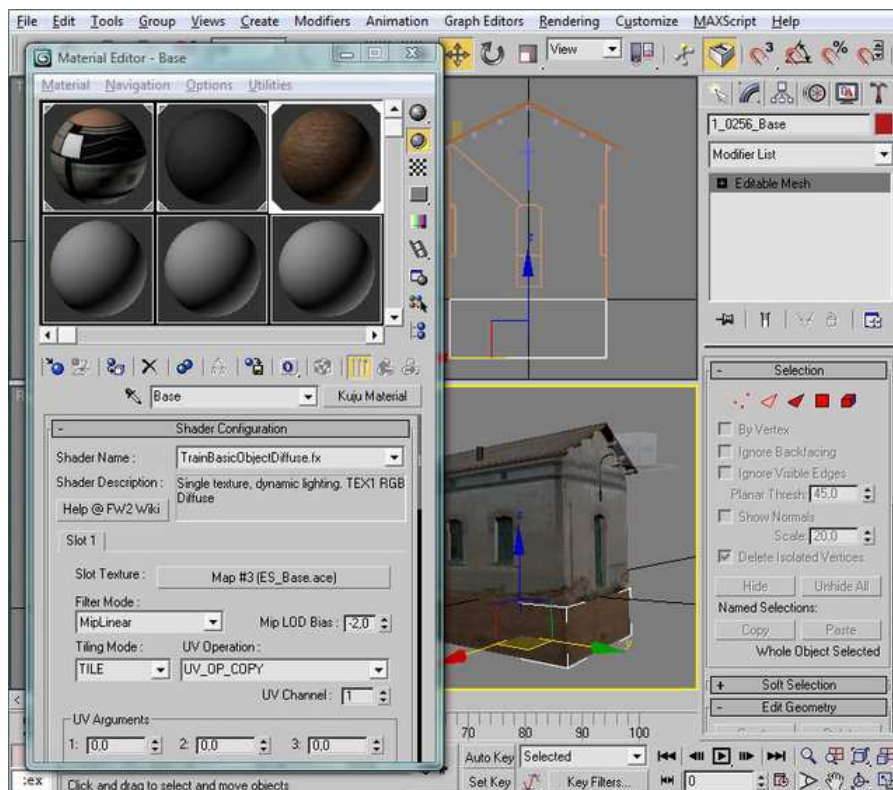 File Edit Tools Group Views Create Modifiers Animation Graph Editors Rendering Customize MAXScript Help
Material Editor - Base
View
Material Navigation Options Utilities
1_0256_Base
Modifier List
Editable Mesh
Base
Kuju Material
- Selection
By Vertex
Ignore Backfacing
Ignore Visible Edges
Planar Thresh: 45,0
Show Normals
Scale: 20,0
Delete Isolated Vertices
Hide Unhide All
Named Selections:
Copy Paste
Whole Object Selected
+ Soft Selection
- Edit Geometry
- Shader Configuration
Shader Name : TrainBasicObjectDiffuse.fx
Shader Description : Single texture, dynamic lighting. TEX1 RGB
Diffuse
Help @ FW2 Wiki
Slot 1
Slot Texture : Map #3 (ES_Base.ace)
Filter Mode :
MipLinear Mip LOD Bias : -2,0
Tiling Mode : UV Operation :
TILE UV_OP_COPY
UV Channel : 1
UV Arguments
1: 0,0 2: 0,0 3: 0,0
70 80 90 100
Auto Key Selected
Set Key Key Filters... 0
:ex Click and drag to select and move objects